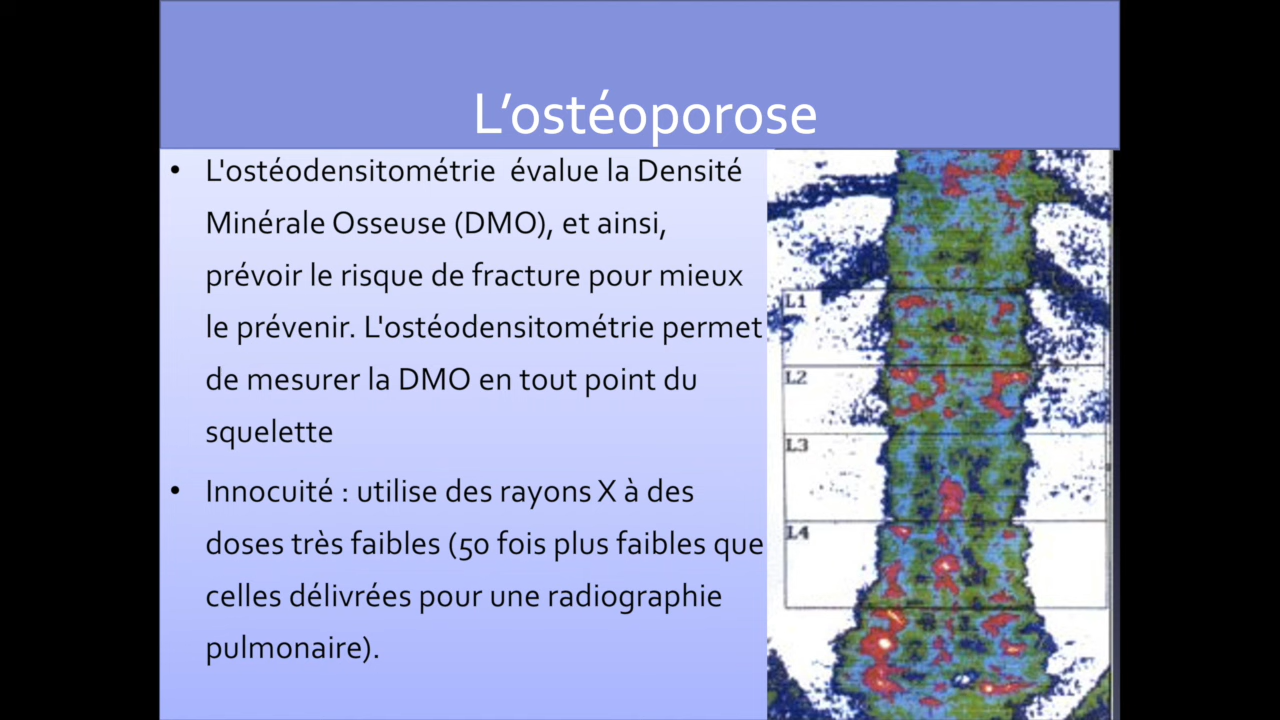 L’ostéoporose
• L'ostéodensitométrie évalue la Densité
Minérale Osseuse (DMO), et ainsi,
prévoir le risque de fracture pour mieux
le prévenir. L'ostéodensitométrie permet
de mesurer la DMO en tout point du
squelette
• Innocuité : utilise des rayons X à des
doses très faibles (50 fois plus faibles que
celles délivrées pour une radiographie
pulmonaire).
L1
L2
L3
L4